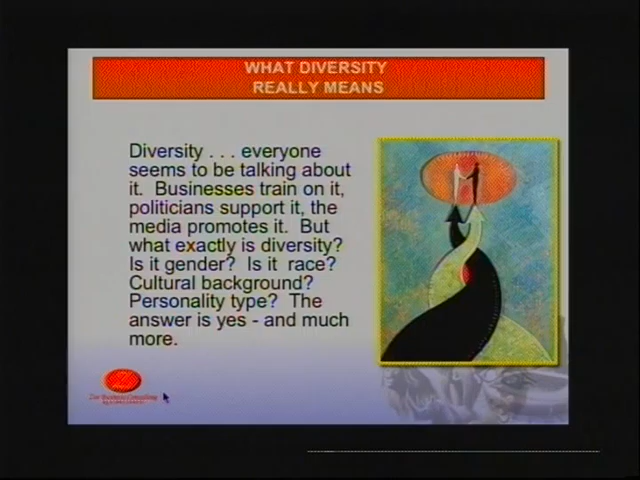 WHAT DIVERSITY
REALLY MEANS
Diversity . . . everyone
seems to be talking about
it. Businesses train on it,
politicians support it, the
media promotes it. But
what exactly is diversity?
Is it gender? Is it race?
Cultural background?
Personality type? The
answer is yes - and much
more.